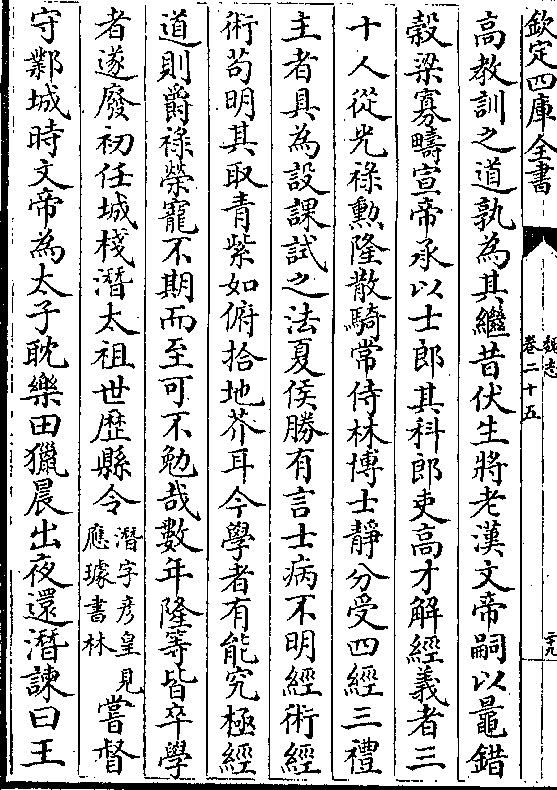 欽定四庫全書
魏志
卷二十五
二十九
高教訓之道孰為其繼昔伏生將老漢文帝嗣以鼂錯
穀梁寡疇宣帝承以士郎其科郎吏高才解經義者三
十人從光祿勲隆散騎常侍林博士靜分受四經三禮
主者具為設課試之法夏侯勝有言士病不明經術經
術苟明其取青紫如俯拾地芥耳今學者有能究極經
道則爵祿榮寵不期而至可不勉哉數年隆等皆卒學
者遂廢初任城棧潛太祖世歷縣令潛字彥皇見應璩書林嘗督
守鄴城時文帝為太子耽樂田獵晨出夜還潛諫曰王